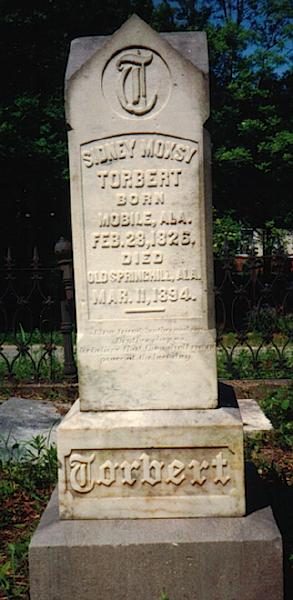 T
SIDNEY MOXSY
TORBERT
BORN
MOBILE, ALA.
FEB. 28, 1826.
DIED
OLD SPRINGHILL, ALA.
MAR. 11, 1894.
Torbert